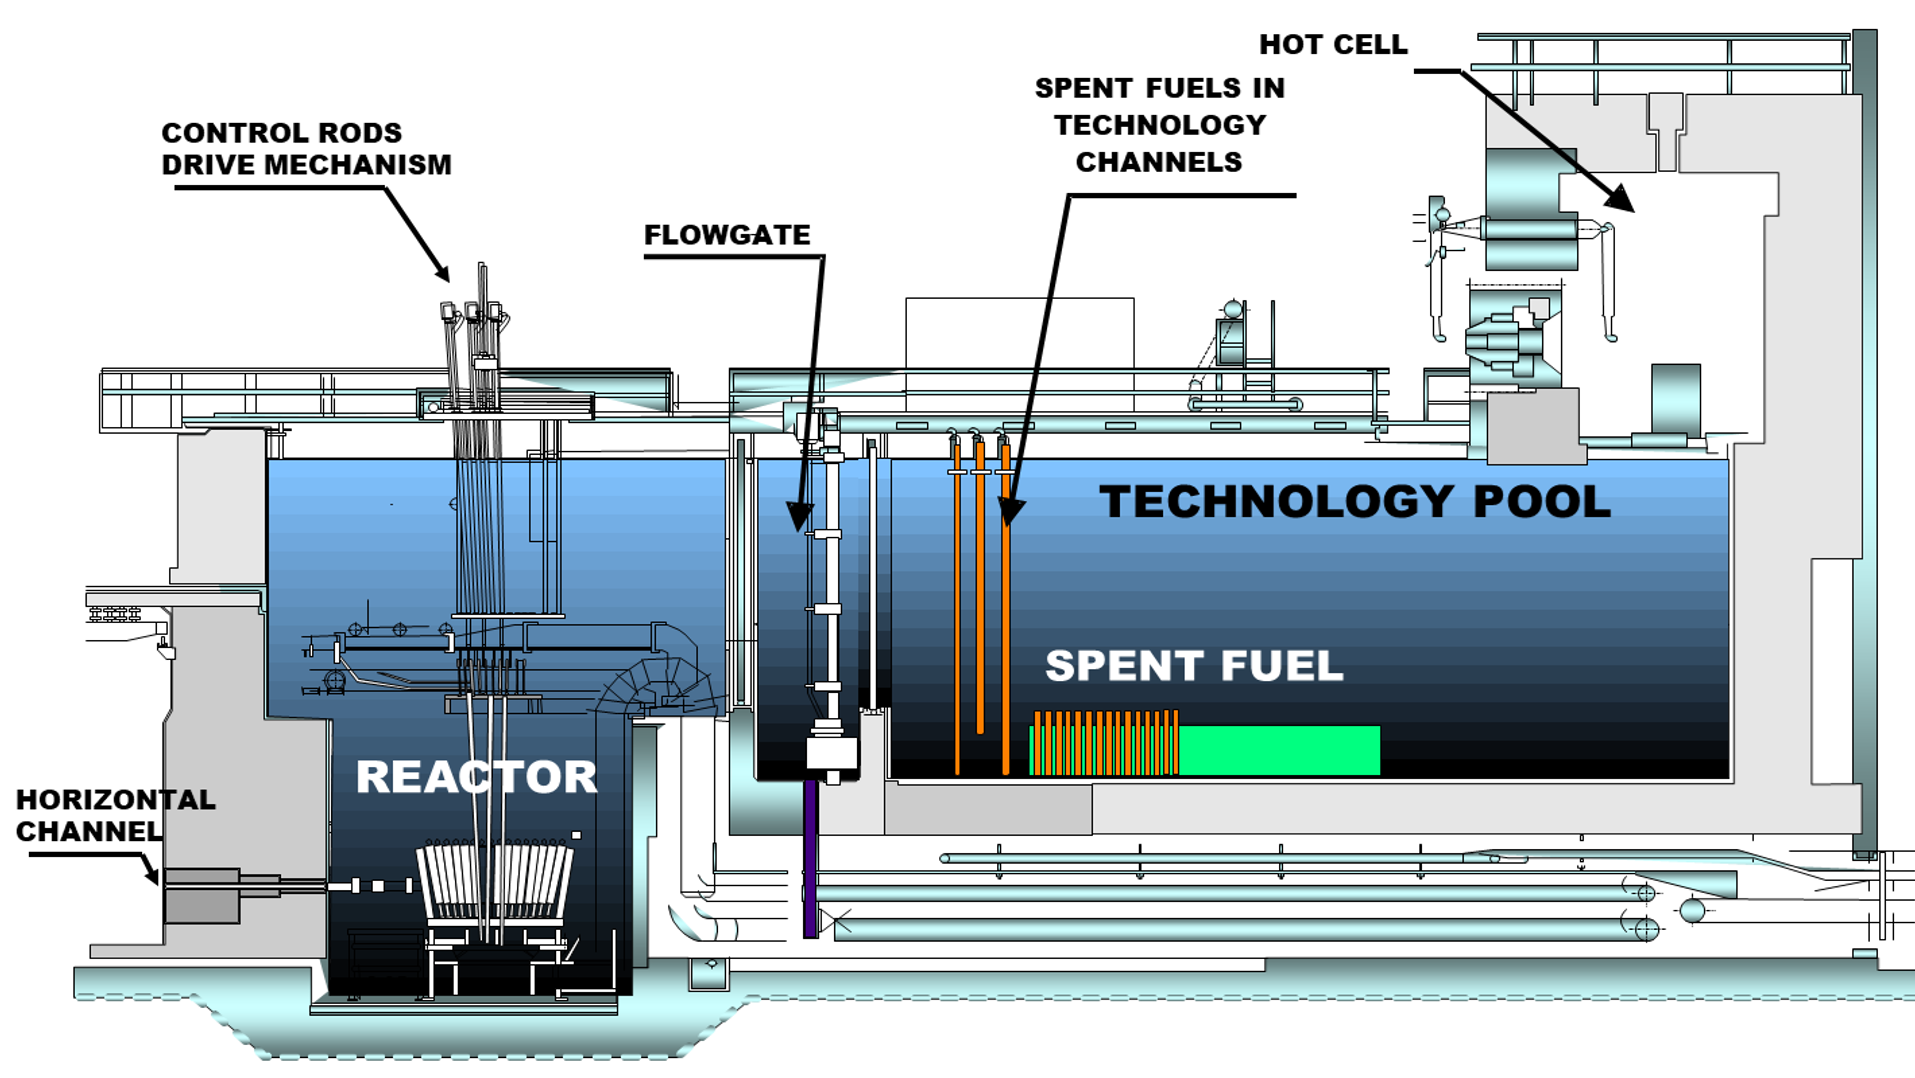 HOT CELL
SPENT FUELS IN
TECHNOLOGY
CHANNELS
CONTROL RODS
DRIVE MECHANISM
FLOWGATE
TECHNOLOGY POOL
SPENT FUEL
REACTOR
HORIZONTAL
CHANNEL